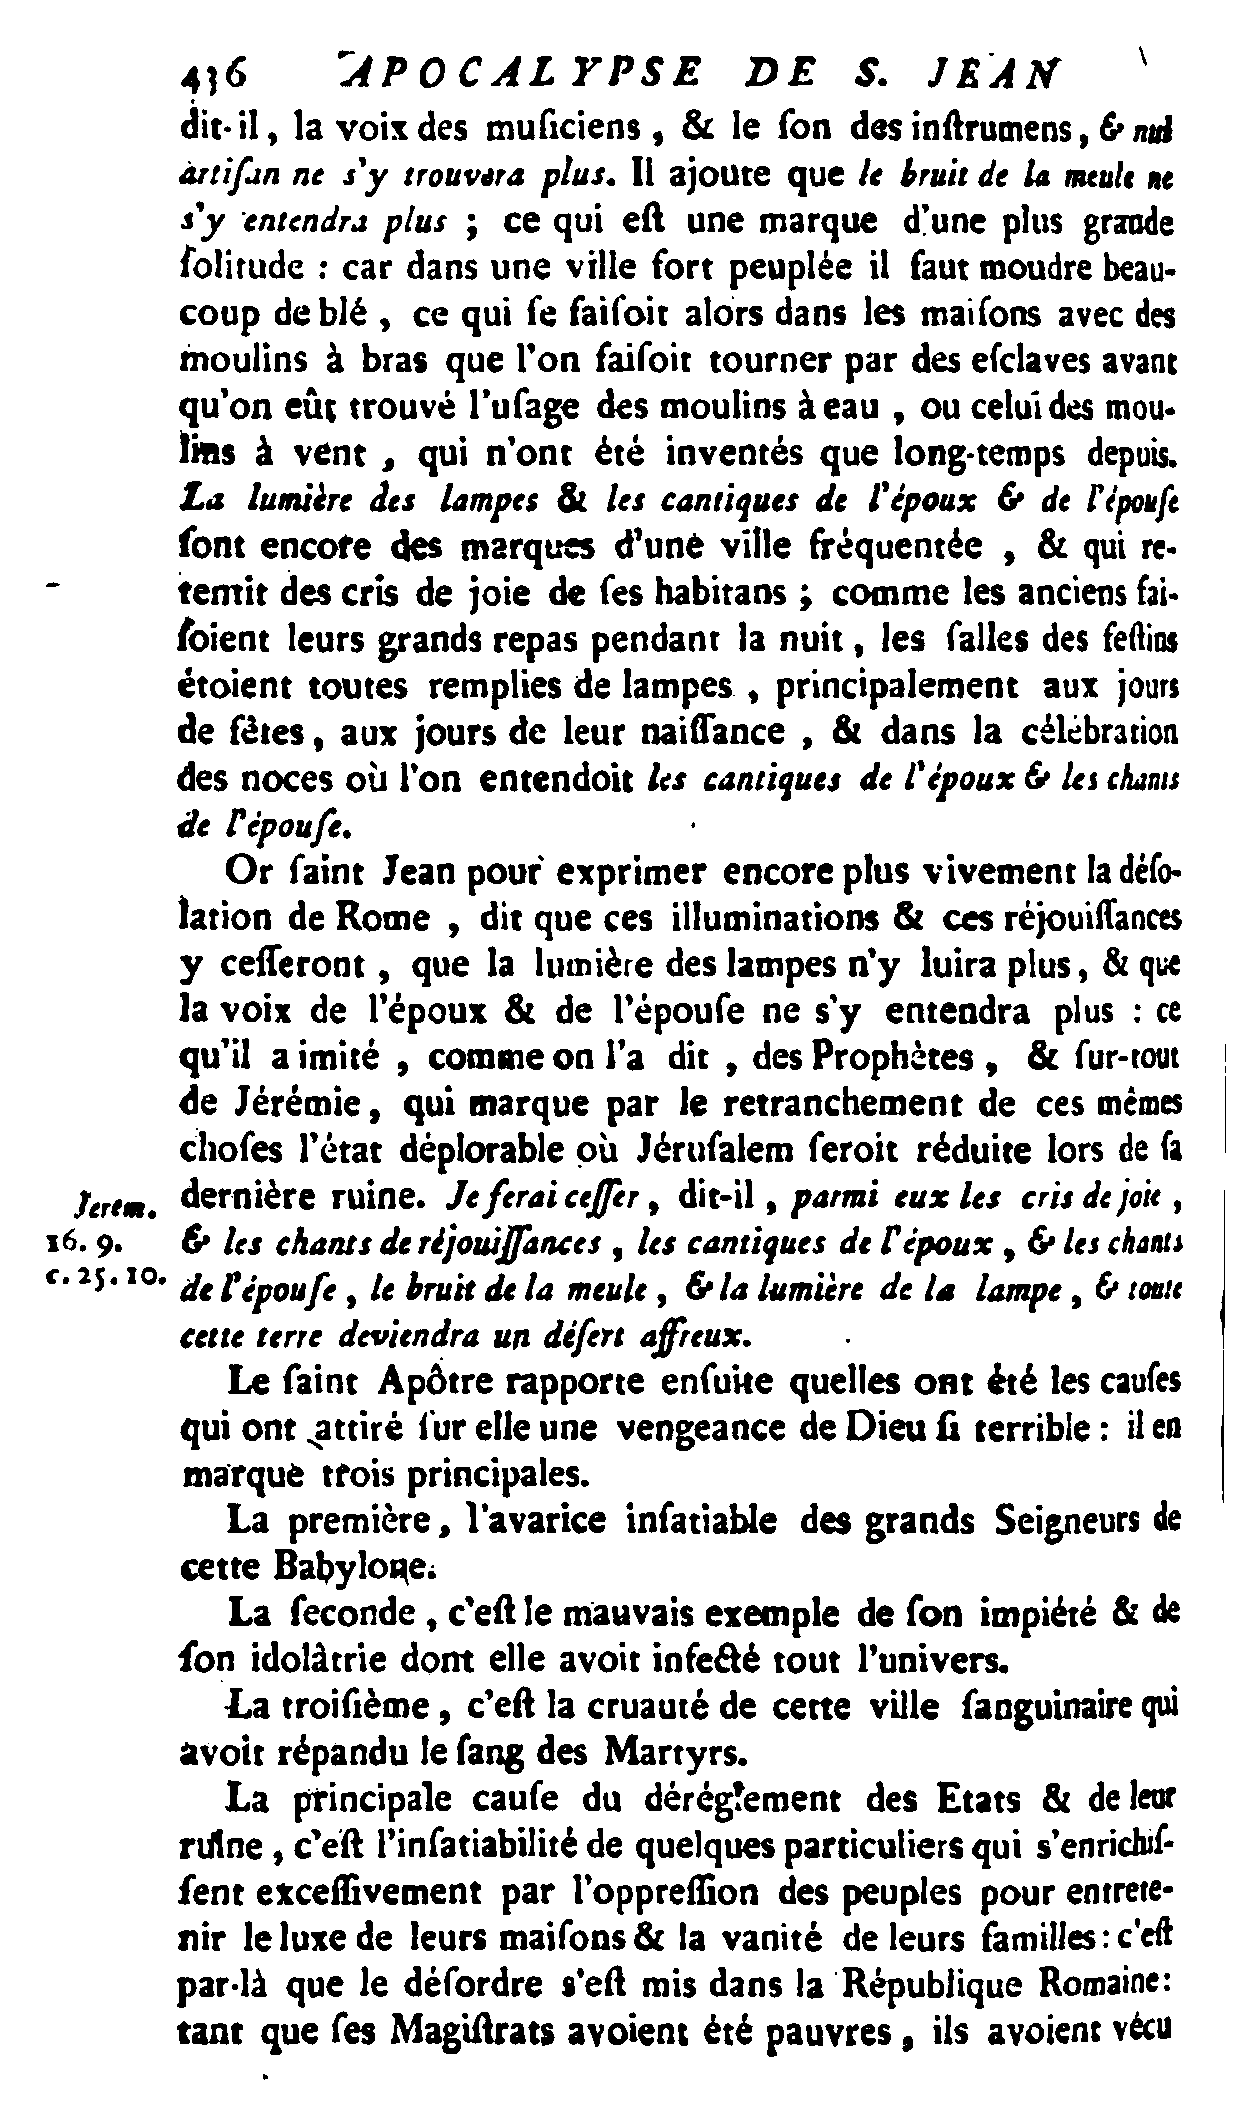 436 APOCALYPSE DE S. JEAN
dit-il, la voix des muſiciens, & le ſon des inſtrumens, & nul
artiſan ne s'y trouvera plus. Il ajoute que le bruit de la meule ne
s'y entendra plus ; ce qui eſt une marque d'une plus grande
ſolitude : car dans une ville fort peuplée il faut moudre beau-
coup de blé, ce qui ſe faiſoit alors dans les maiſons avec des
moulins à bras que l'on faiſoit tourner par des eſclaves avant
qu'on eût trouvé l'uſage des moulins à eau, ou celui des mou-
lins à vent, qui n'ont été inventés que long-temps depuis.
La lumière des lampes & les cantiques de l'époux & de l'épouſe
ſont encore des marques d'une ville fréquentée, & qui re-
tentit des cris de joie de ſes habitans ; comme les anciens fai-
ſoient leurs grands repas pendant la nuit, les ſalles des feſtins
étoient toutes remplies de lampes, principalement aux jours
de fêtes, aux jours de leur naiſſance, & dans la célébration
des noces où l'on entendoit les cantiques de l'époux & les chants
de l'épouſe.
Or ſaint Jean pour exprimer encore plus vivement la déſo-
lation de Rome, dit que ces illuminations & ces réjouiſſances
y ceſſeront, que la lumière des lampes n'y luira plus, & que
la voix de l'époux & de l'épouſe ne s'y entendra plus : ce
qu'il a imité, comme on l'a dit, des Prophètes, & ſur-tout
de Jérémie, qui marque par le retranchement de ces mêmes
choſes l'état déplorable où Jéruſalem ſeroit réduite lors de ſa
dernière ruine. Je ferai ceſſer, dit-il, parmi eux les cris de joie,
Jerem.
16. 9.
c. 25. 10.
& les chants de réjouiſſances, les cantiques de l'époux, & les chants
de l'épouſe, le bruit de la meule, & la lumière de la lampe, & toute
cette terre deviendra un déſert affreux.
Le ſaint Apôtre rapporte enſuite quelles ont été les cauſes
qui ont attiré ſur elle une vengeance de Dieu ſi terrible : il en
marque trois principales.
La première, l'avarice inſatiable des grands Seigneurs de
cette Babylone.
La ſeconde, c'eſt le mauvais exemple de ſon impiété & de
ſon idolâtrie dont elle avoit infecté tout l'univers.
La troiſième, c'eſt la cruauté de cette ville ſanguinaire qui
avoit répandu le ſang des Martyrs.
La principale cauſe du déréglement des Etats & de leur
ruine, c'eſt l'inſatiabilité de quelques particuliers qui s'enrichiſ-
ſent exceſſivement par l'oppreſſion des peuples pour entrete-
nir le luxe de leurs maiſons & la vanité de leurs familles : c'eſt
par-là que le déſordre s'eſt mis dans la République Romaine:
tant que ſes Magiſtrats avoient été pauvres, ils avoient vécu